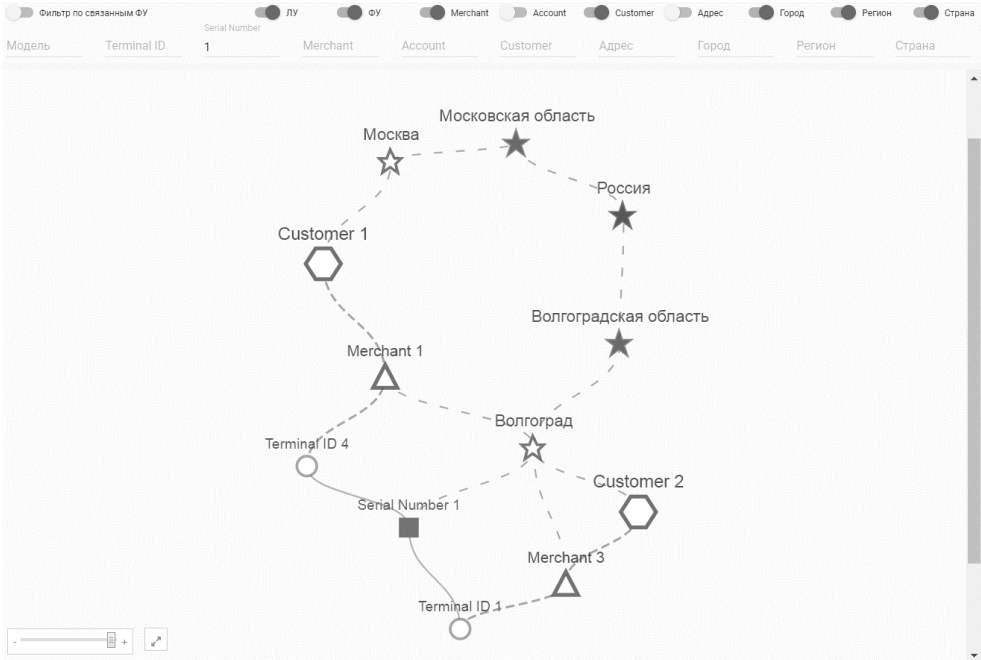 Фильтр по связанным ФУ
ЛУ
ФУ
Merchant
Account
Customer
Адрес
Город
Регион
Страна
Модель
Terminal ID
Serial Number
1
Merchant
Account
Customer
Адрес
Город
Регион
Страна
Московская область
Москва
Россия
Customer 1
Волгоградская область
Merchant 1
Волгоград
Terminal ID 4
Customer 2
Serial Number 1
Merchant 3
Terminal ID 1
- +